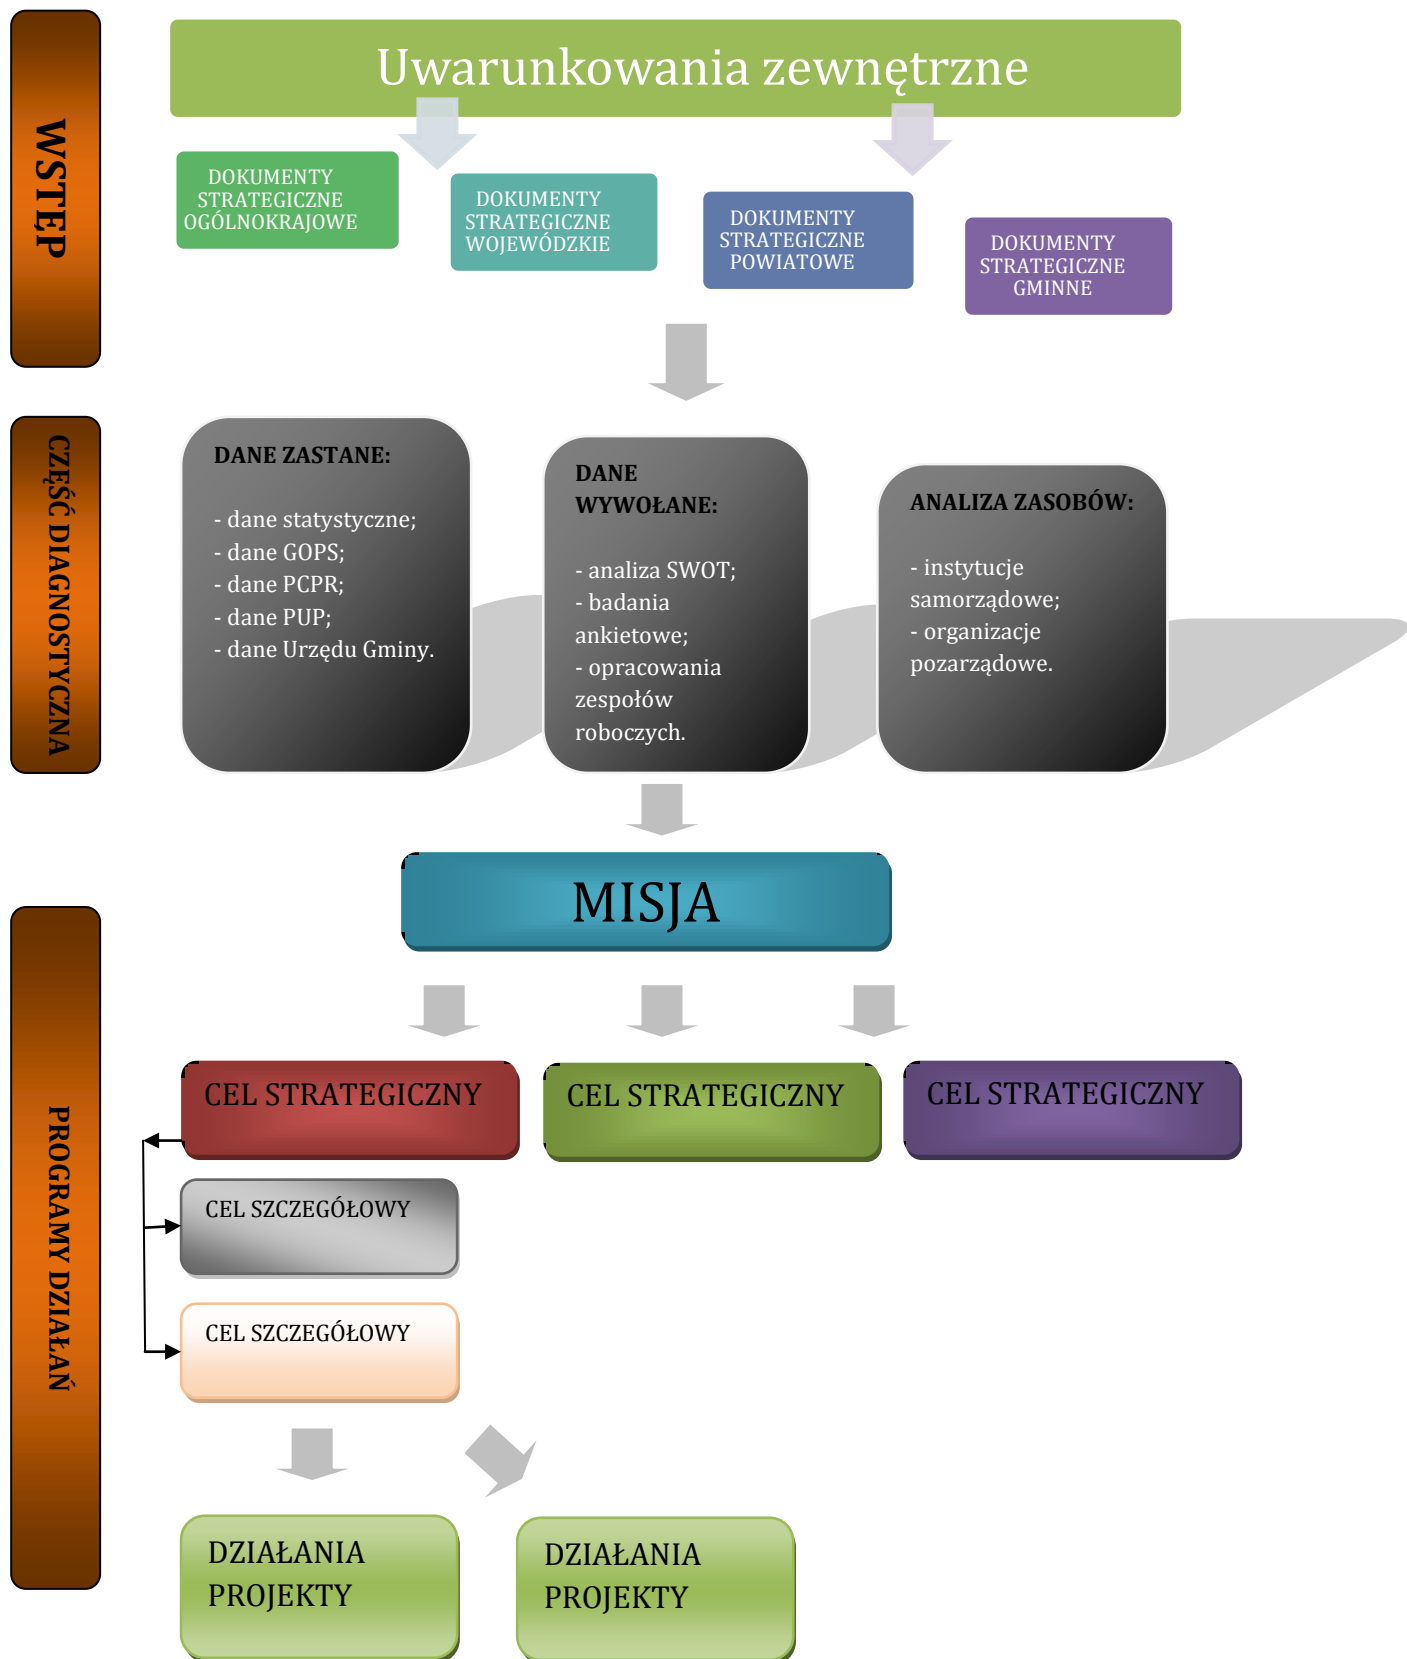 WSTĘP
Uwarunkowania zewnętrzne
DOKUMENTY
STRATEGICZNE
OGÓLNOKRAJOWE
DOKUMENTY
STRATEGICZNE
WOJEWÓDZKIE
DOKUMENTY
STRATEGICZNE
POWIATOWE
DOKUMENTY
STRATEGICZNE
GMINNE
CZĘŚĆ DIAGNOSTYCZNA
DANE ZASTANE:
- dane statystyczne;
- dane GOPS;
- dane PCPR;
- dane PUP;
- dane Urzędu Gminy.
DANE
WYWOŁANE:
- analiza SWOT;
- badania
ankietowe;
- opracowania
zespołów
roboczych.
ANALIZA ZASOBÓW:
- instytucje
samorządowe;
- organizacje
pozarządowe.
MISJA
PROGRAMY DZIAŁAŃ
CEL STRATEGICZNY
CEL STRATEGICZNY
CEL STRATEGICZNY
CEL SZCZEGÓŁOWY
CEL SZCZEGÓŁOWY
DZIAŁANIA
PROJEKTY
DZIAŁANIA
PROJEKTY